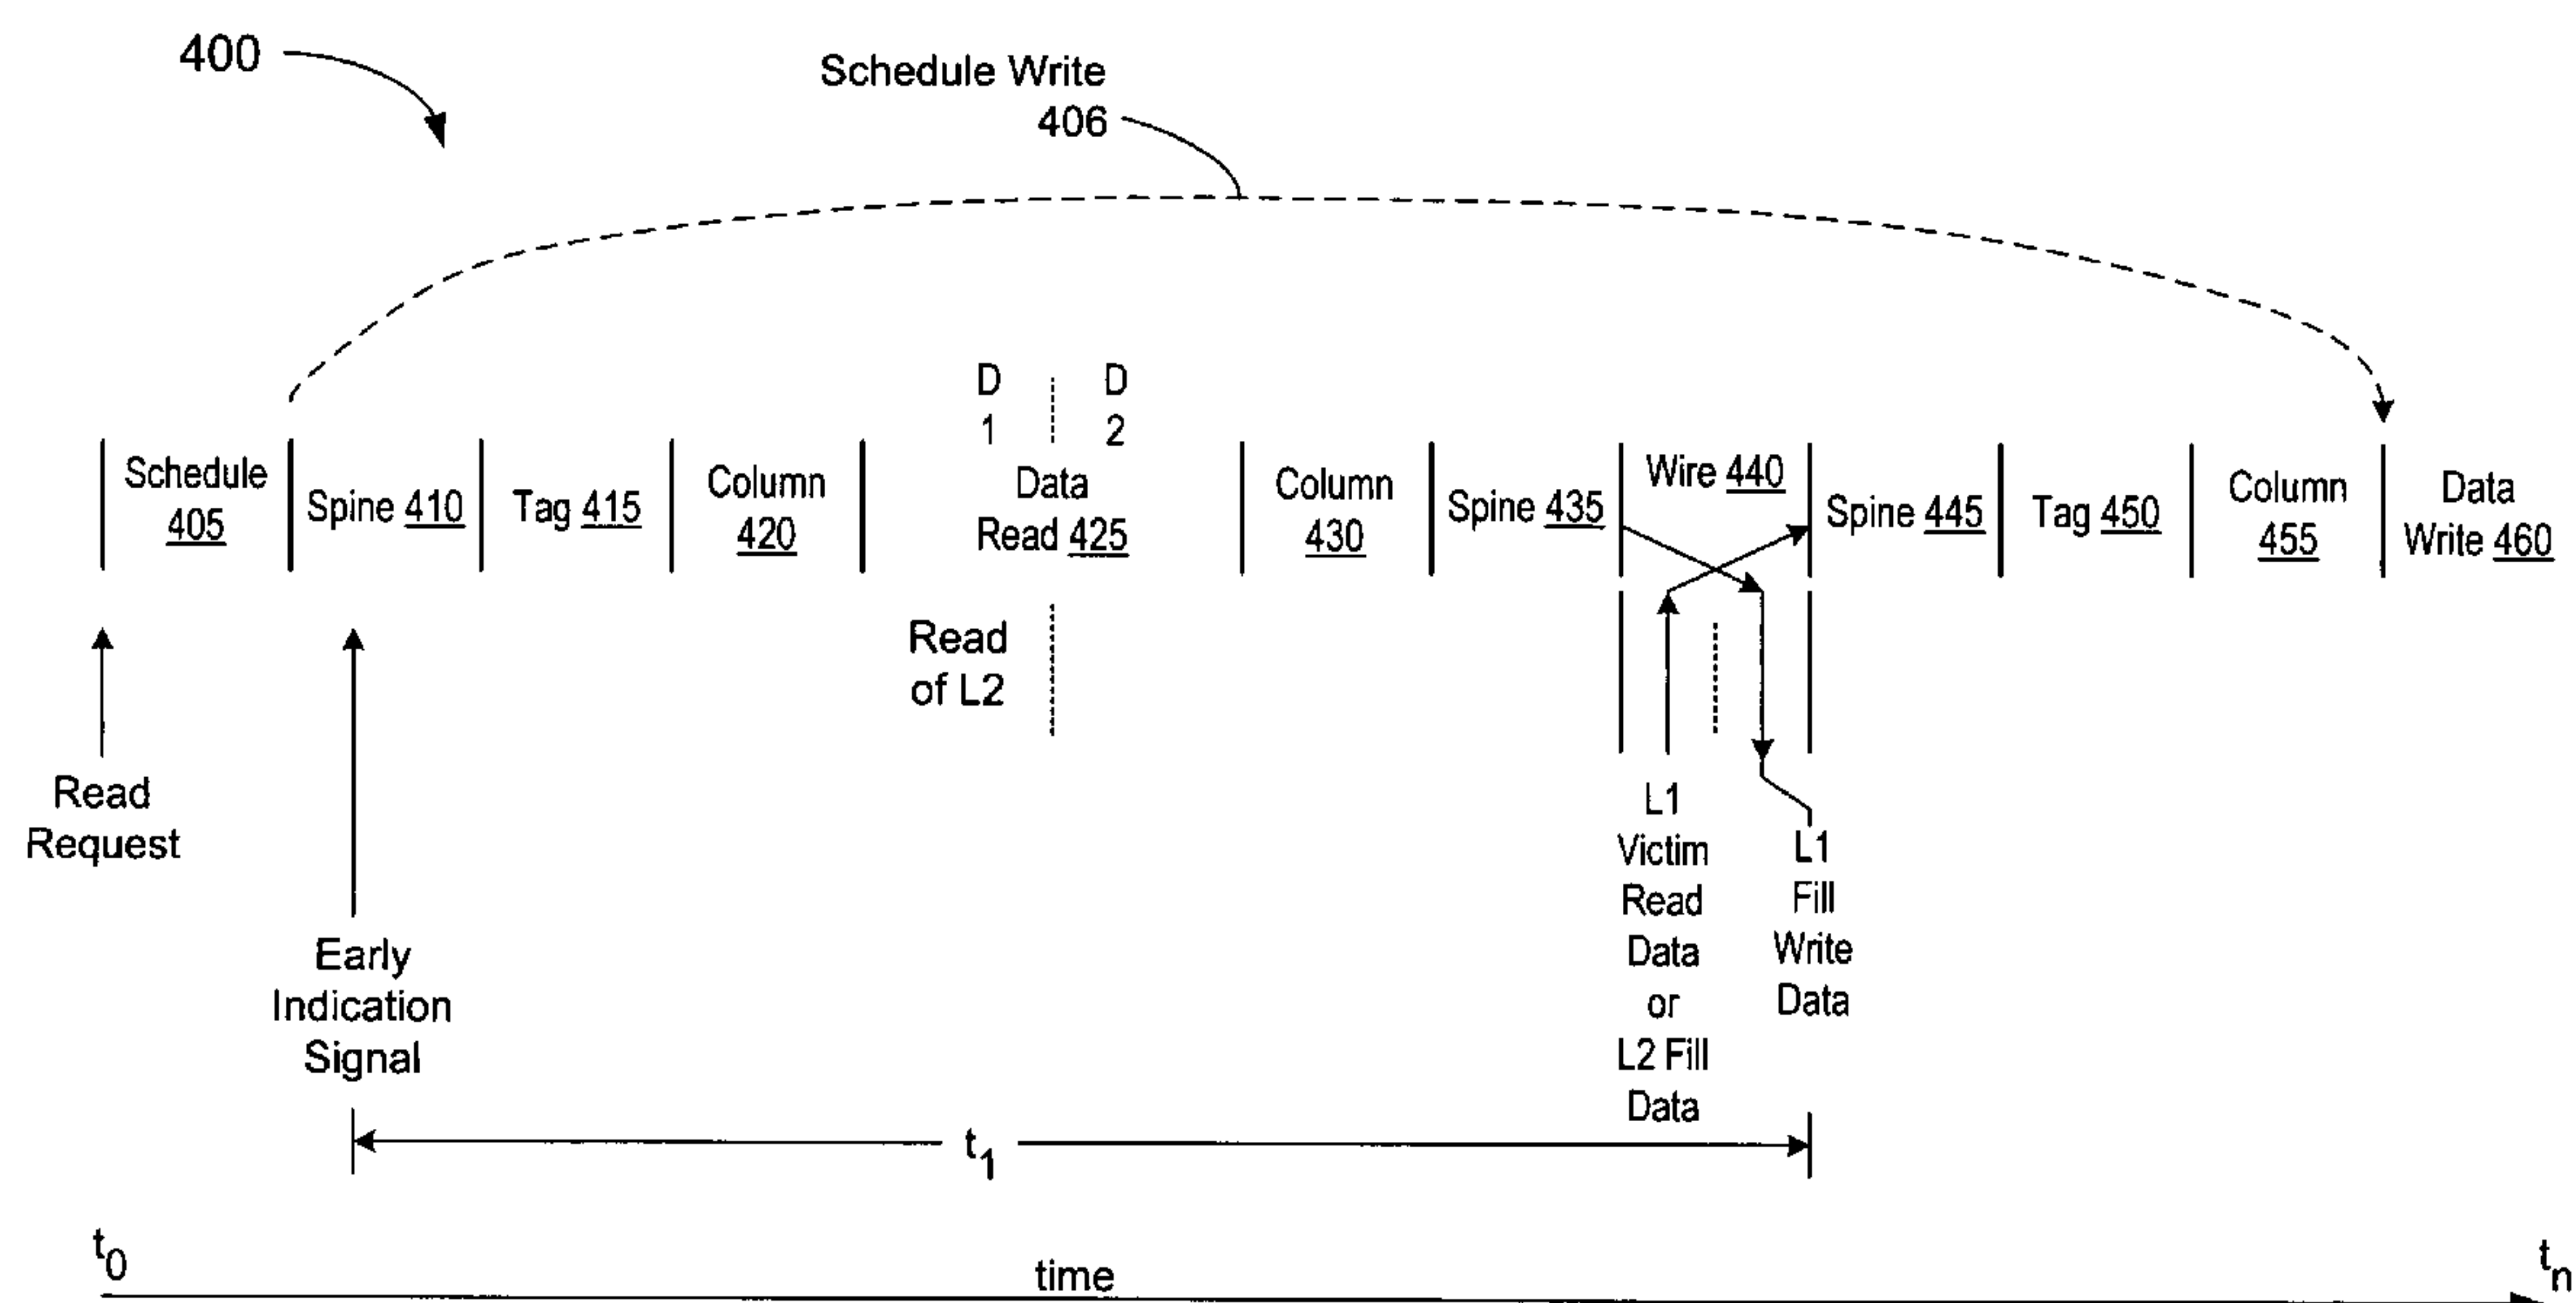 400
Schedule Write
406
D D
1 2
Schedule
405
Spine 410
Tag 415
Column
420
Data
Read 425
Column
430
Spine 435
Wire 440
Spine 445
Tag 450
Column
455
Data
Write 460
Read
of L2
Read
Request
Early
Indication
Signal
L1
Victim
Read
Data
or
L2 Fill
Data
L1
Fill
Write
Data
t1
t0
time
tn